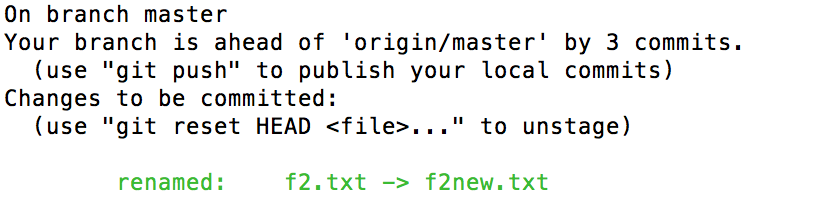 On branch master
Your branch is ahead of 'origin/master' by 3 commits.
  (use "git push" to publish your local commits)
Changes to be committed:
  (use "git reset HEAD <file>..." to unstage)

        renamed:    f2.txt -> f2new.txt